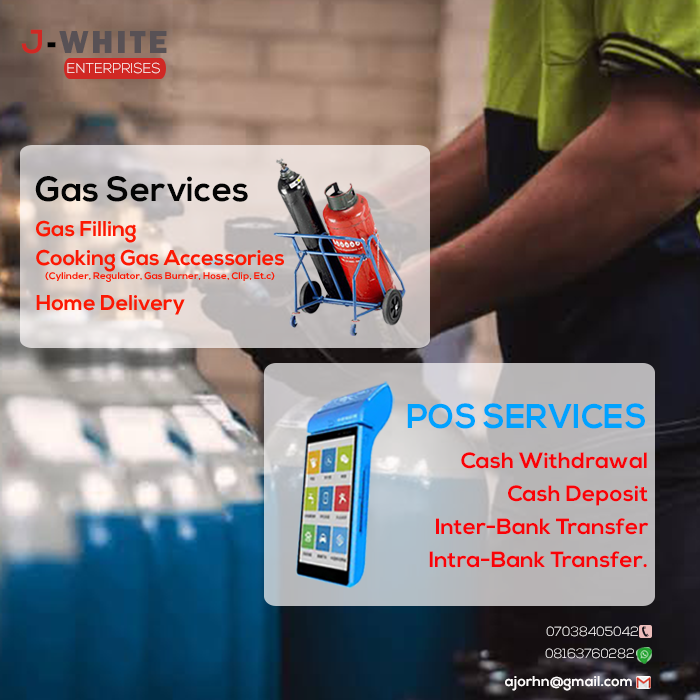 J-WHITE
ENTERPRISES
Gas Services
Gas Filling
Cooking Gas Accessories
(Cylinder, Regulator, Gas Burner, Hose, Clip, Et.c)
Home Delivery
POS SERVICES
Cash Withdrawal
Cash Deposit
Inter-Bank Transfer
Intra-Bank Transfer.
07038405042
08163760282
ajorhn@gmail.com